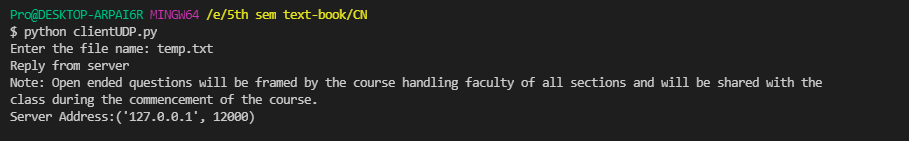 Pro@DESKTOP-ARPAI6R MINGW64 /e/5th sem text-book/CN
$ python clientUDP.py
Enter the file name: temp.txt
Reply from server
Note: Open ended questions will be framed by the course handling faculty of all sections and will be shared with the
class during the commencement of the course.
Server Address:('127.0.0.1', 12000)